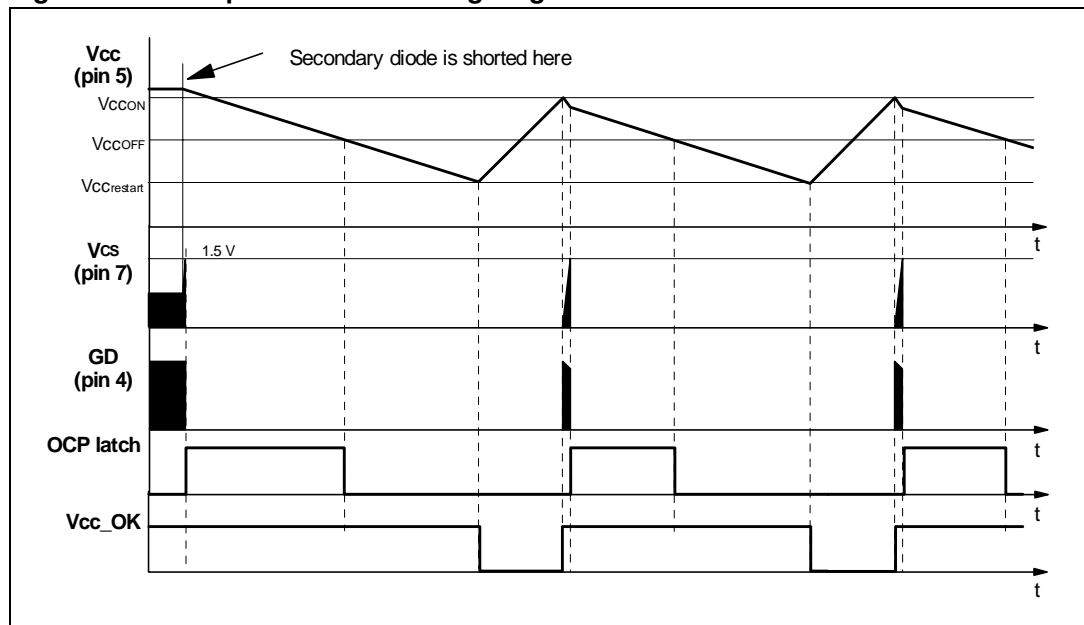 Vcc
(pin 5)
Secondary diode is shorted here
VCCON
VCCOFF
VCCrestart
t
Vcs
(pin 7)
1.5 V
t
GD
(pin 4)
t
OCP latch
t
Vcc_OK
t